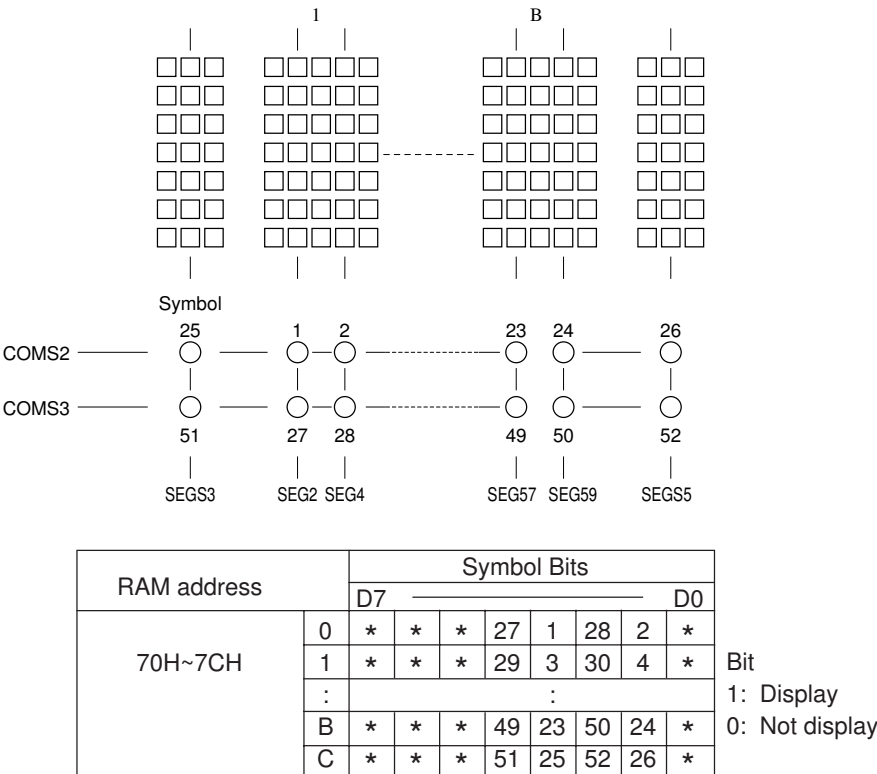 1 B
Symbol
25 1 2 23 24 26
COMS2
COMS3
51 27 28 49 50 52
SEGS3 SEG2 SEG4 SEG57 SEG59 SEGS5
RAM address Symbol Bits
D7 D0
0 * * * 27 1 28 2 *
70H~7CH 1 * * * 29 3 30 4 * Bit
: : 1: Display
B * * * 49 23 50 24 * 0: Not display
C * * * 51 25 52 26 *